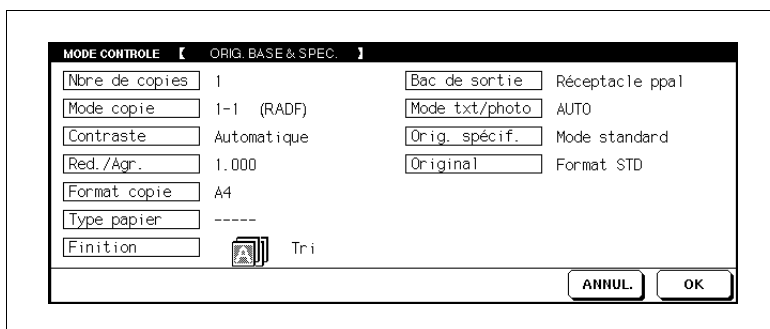 MODE CONTROLE 【 ORIG. BASE & SPEC. 】
Nbre de copies 1
Mode copie 1-1 (RADF)
Contraste Automatique
Red./Agr. 1.000
Format copie A4
Type papier -----
Finition A Tri
Bac de sortie Réceptacle ppal
Mode txt/photo AUTO
Orig. spécif. Mode standard
Original Format STD
ANNUL. OK